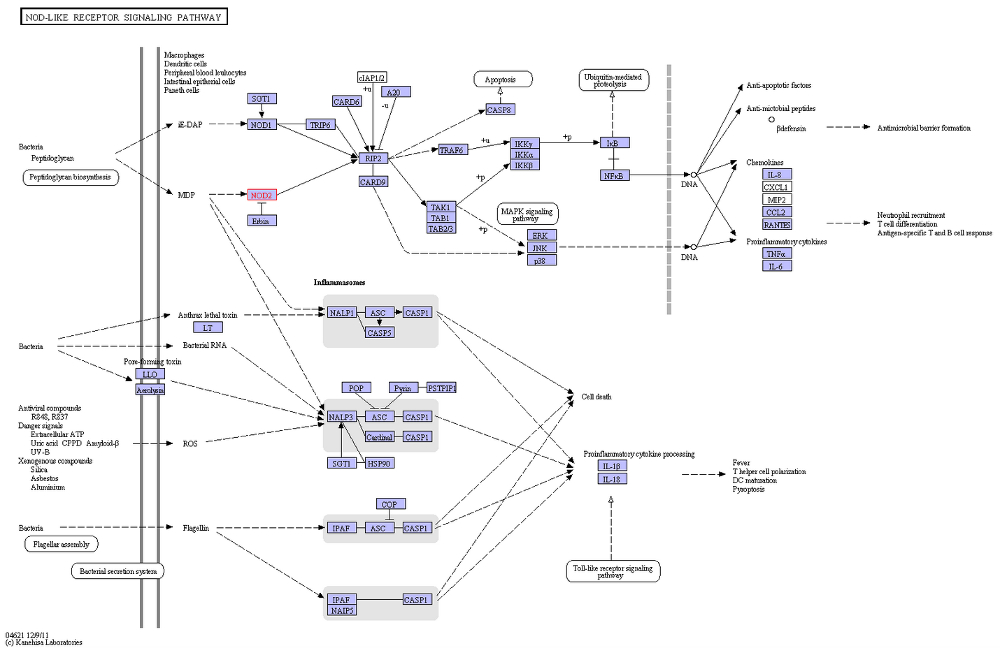 NOD-LIKE RECEPTOR SIGNALING PATHWAY
Macrophages
Dendritic cells
Peripheral blood leukocytes
Intestinal epitherial cells
Paneth cells
cIAP1/2
+u
A20
-u
SGT1
CARD6
NOD1
TRIP6
iE-DAP
Bacteria
Peptidoglycan
Peptidoglycan biosynthesis
MDP
NOD2
Erbin
RIP2
CARD9
Apoptosis
CASP8
TRAF6
+u
IKKγ
IKKα
IKKβ
+p
+p
TAK1
TAB1
TAB2/3
+p
MAPK signaling
pathway
ERK
JNK
p38
Ubiquitin-mediated
proteolysis
IκB
NFκB
DNA
DNA
Anti-apoptotic factors
Anti-mictobial peptides
βdefensin
Antimicrobial barrier formation
Chemokines
IL-8
CXCL1
MIP2
CCL2
RANTES
Proinflammatory cytokines
TNFα
IL-6
Neutrophil recruitment
T cell differentiation
Antigen-specific T and B cell response
Inflammasomes
NALP1
ASC
CASP1
CASP5
Anthrax lethal toxin
LT
Bacteria
Bacterial RNA
Pore-forming toxin
LLO
Aerolysin
POP
Pyrin
PSTPIP1
NALP3
ASC
CASP1
Cardinal
CASP1
SGT1
HSP90
Antiviral compounds
R848, R837
Danger signals
Extracellular ATP
Uric acid CPPD Amyloid-β
UV-B
Xenogenous compounds
Silica
Asbestos
Aluminium
ROS
Cell death
Proinflammatory cytokine processing
IL-1β
IL-18
Fever
T helper cell polarization
DC maturation
Pyroptosis
COP
IPAF
ASC
CASP1
Bacteria
Flagellin
Flagellar assembly
Bacterial secretion system
Toll-like receptor signaling
pathway
IPAF
CASP1
NAIP5
04621 12/9/11
(c) Kanehisa Laboratories